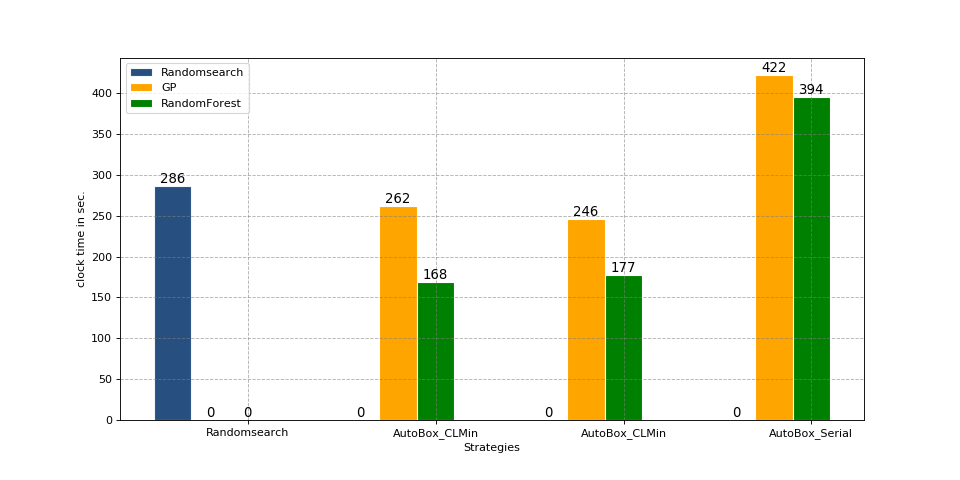 422
394
286
262
246
177
168
0 0 0 0 0
Randomsearch
GP
RandomForest
400
350
300
250
200
150
100
50
0
clock time in sec.
Randomsearch AutoBox_CLMin AutoBox_CLMin AutoBox_Serial
Strategies